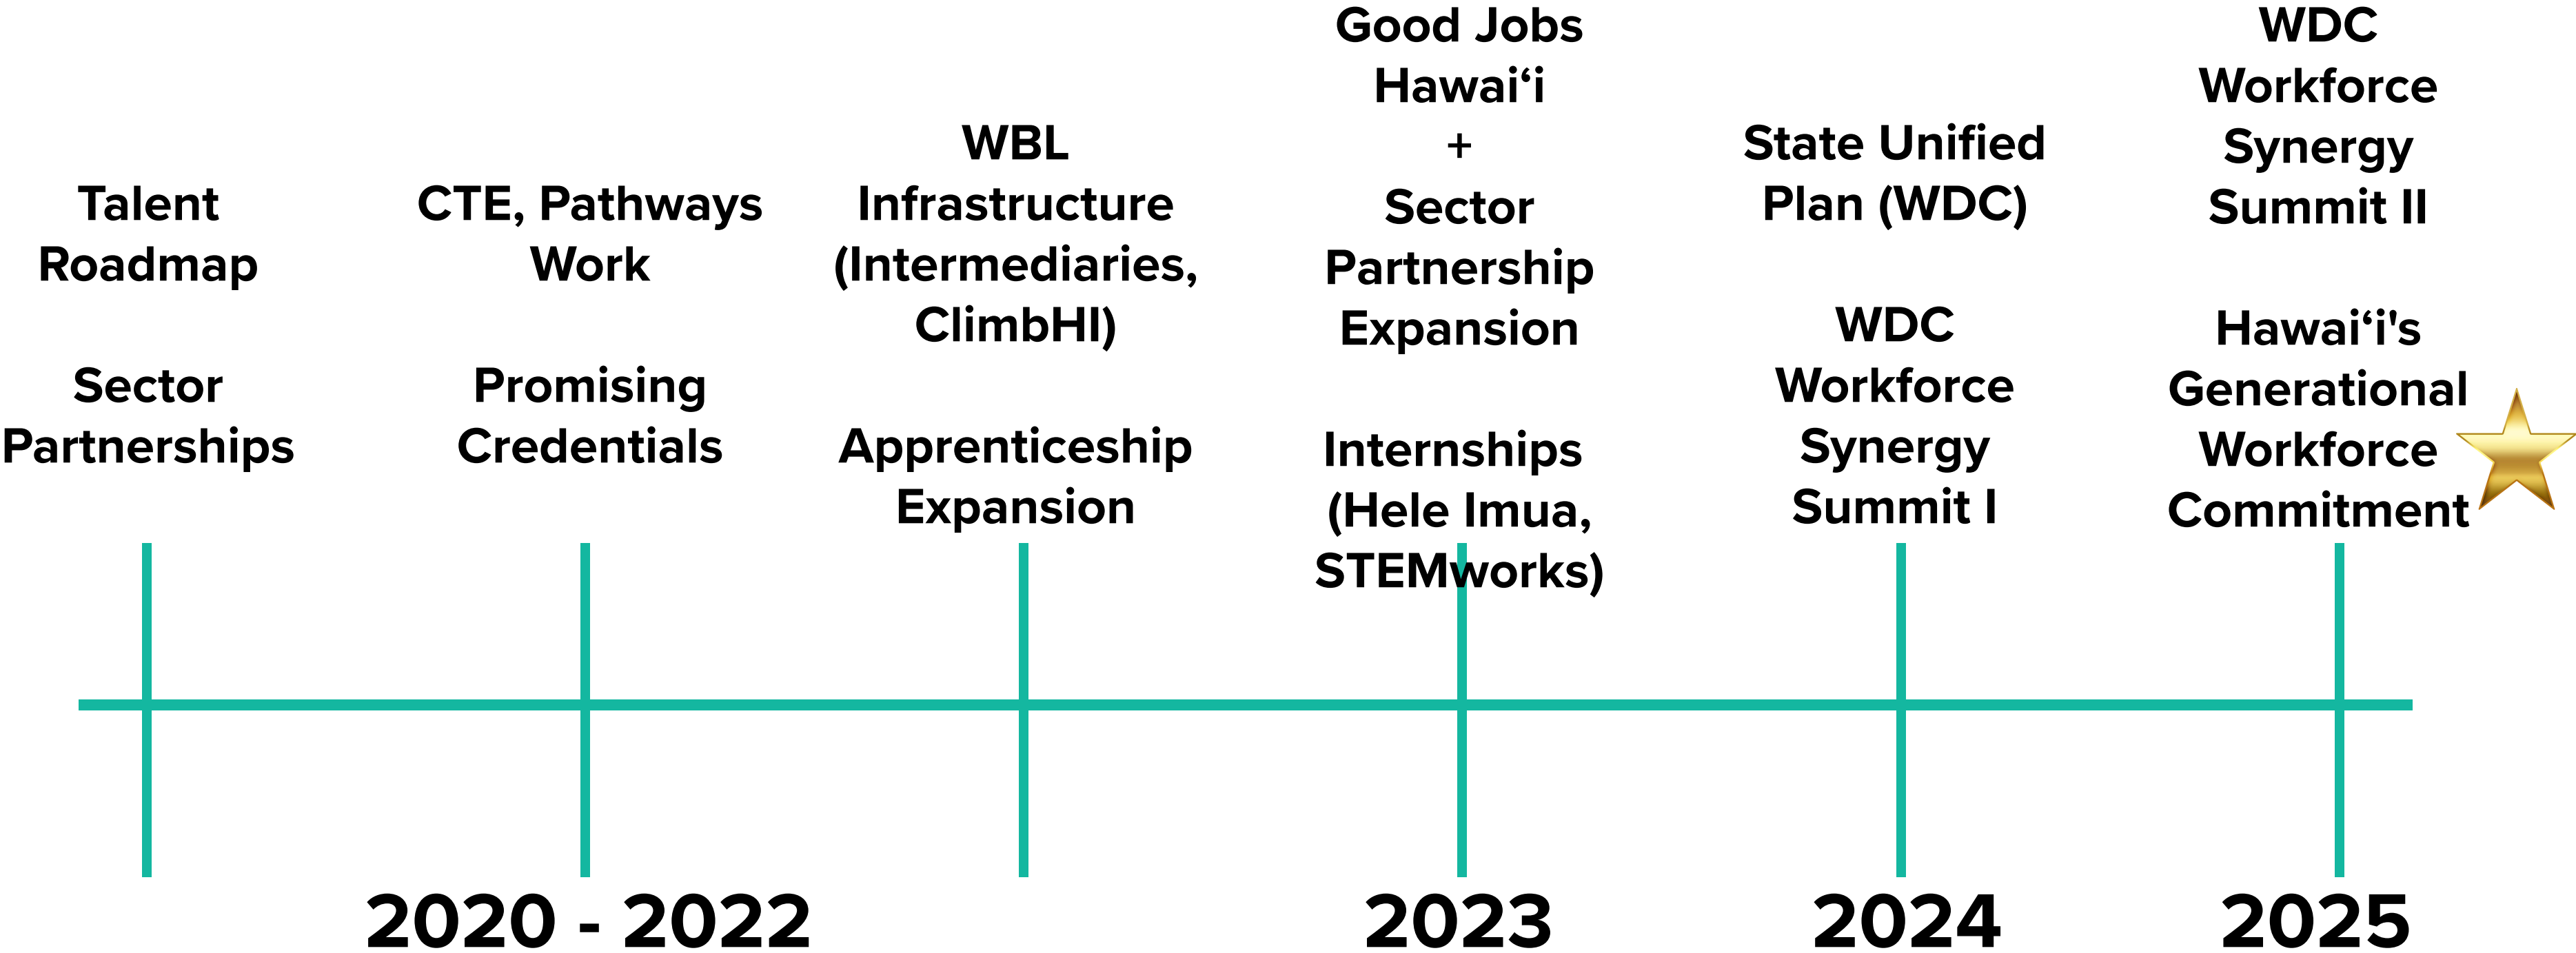 Talent
Roadmap
Sector
Partnerships
CTE, Pathways
Work
Promising
Credentials
WBL
Infrastructure
(Intermediaries,
ClimbHI)
Apprenticeship
Expansion
Good Jobs
Hawai‘i
+
Sector
Partnership
Expansion
Internships
(Hele Imua,
STEMworks)
State Unified
Plan (WDC)
WDC
Workforce
Synergy
Summit I
WDC
Workforce
Synergy
Summit II
Hawai‘i's
Generational
Workforce
Commitment
2020 - 2022
2023
2024
2025